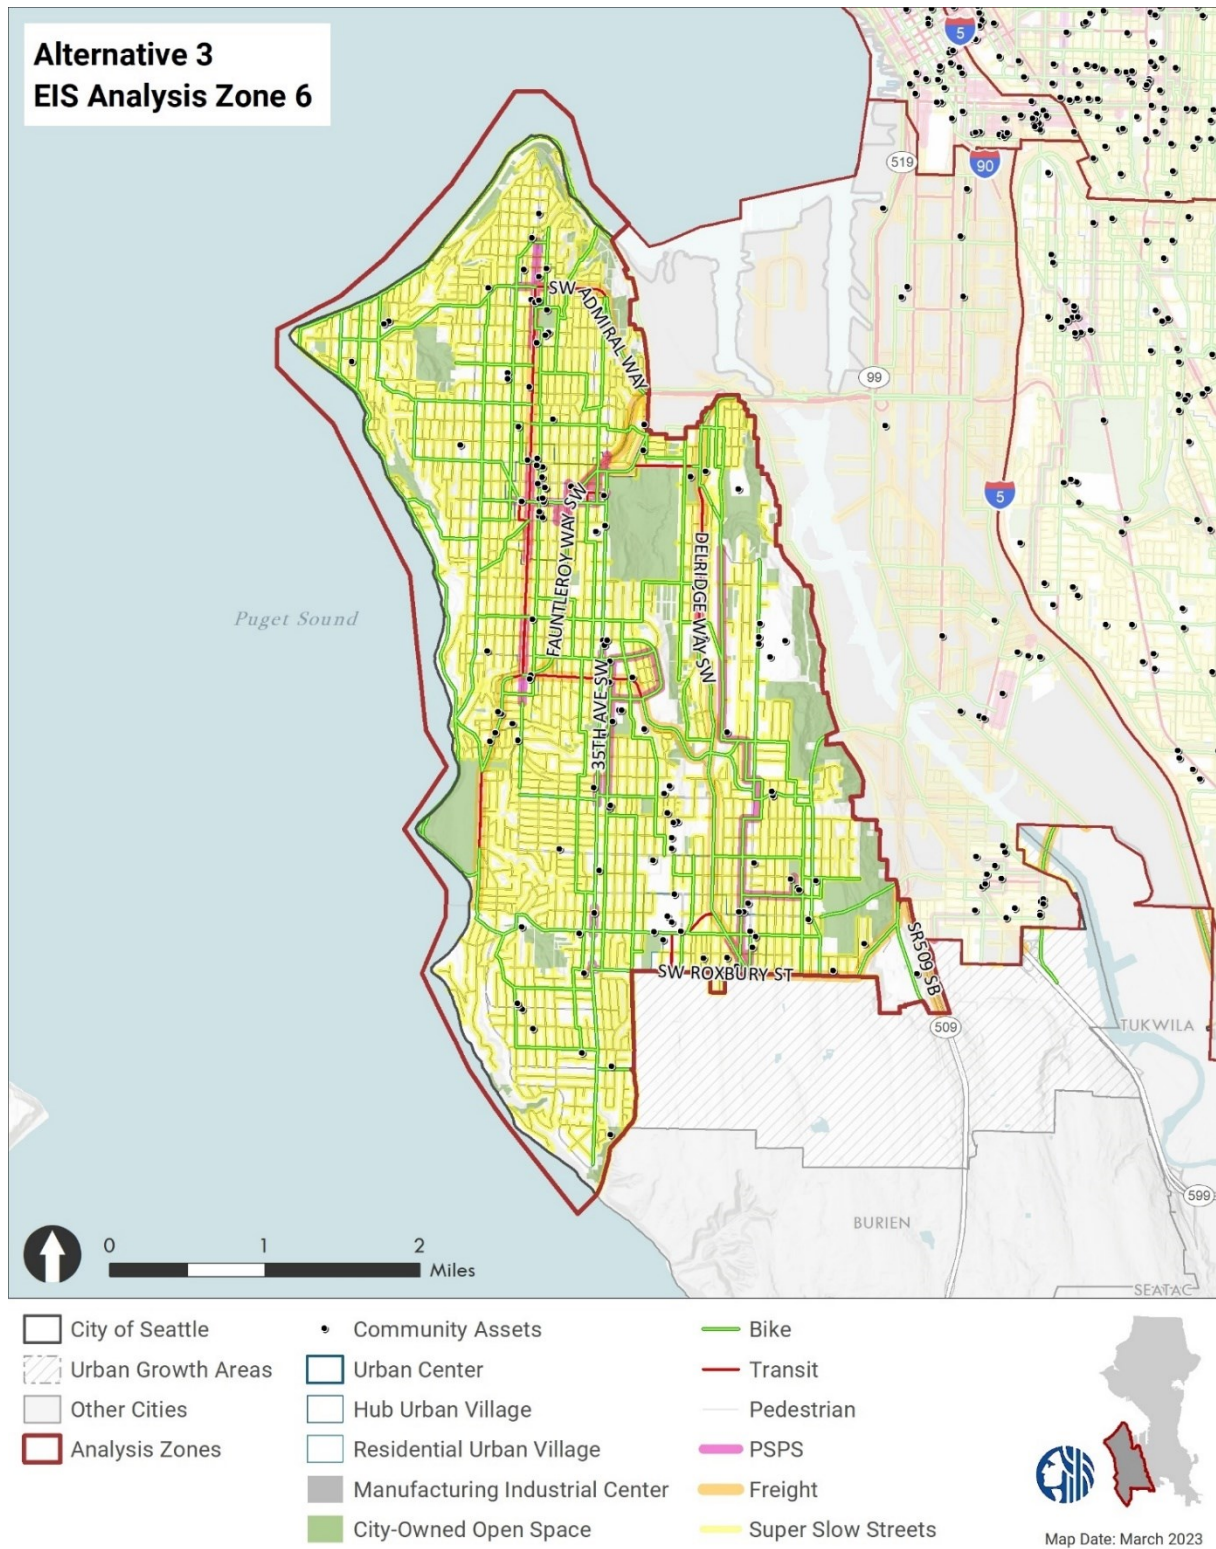 Alternative 3
EIS Analysis Zone 6
5
519
90
SW ADMIRAL WAY
99
5
FAUNTLEROY WAY SW
DELRIDGE WAY SW
Puget Sound
35TH AVE SW
SW ROXBURY ST
SR509 SB
509
TUKWILA
599
BURIEN
SEATAC
0 1 2
Miles
City of Seattle
Urban Growth Areas
Other Cities
Analysis Zones
Community Assets
Urban Center
Hub Urban Village
Residential Urban Village
Manufacturing Industrial Center
City-Owned Open Space
Bike
Transit
Pedestrian
PSPS
Freight
Super Slow Streets
Map Date: March 2023